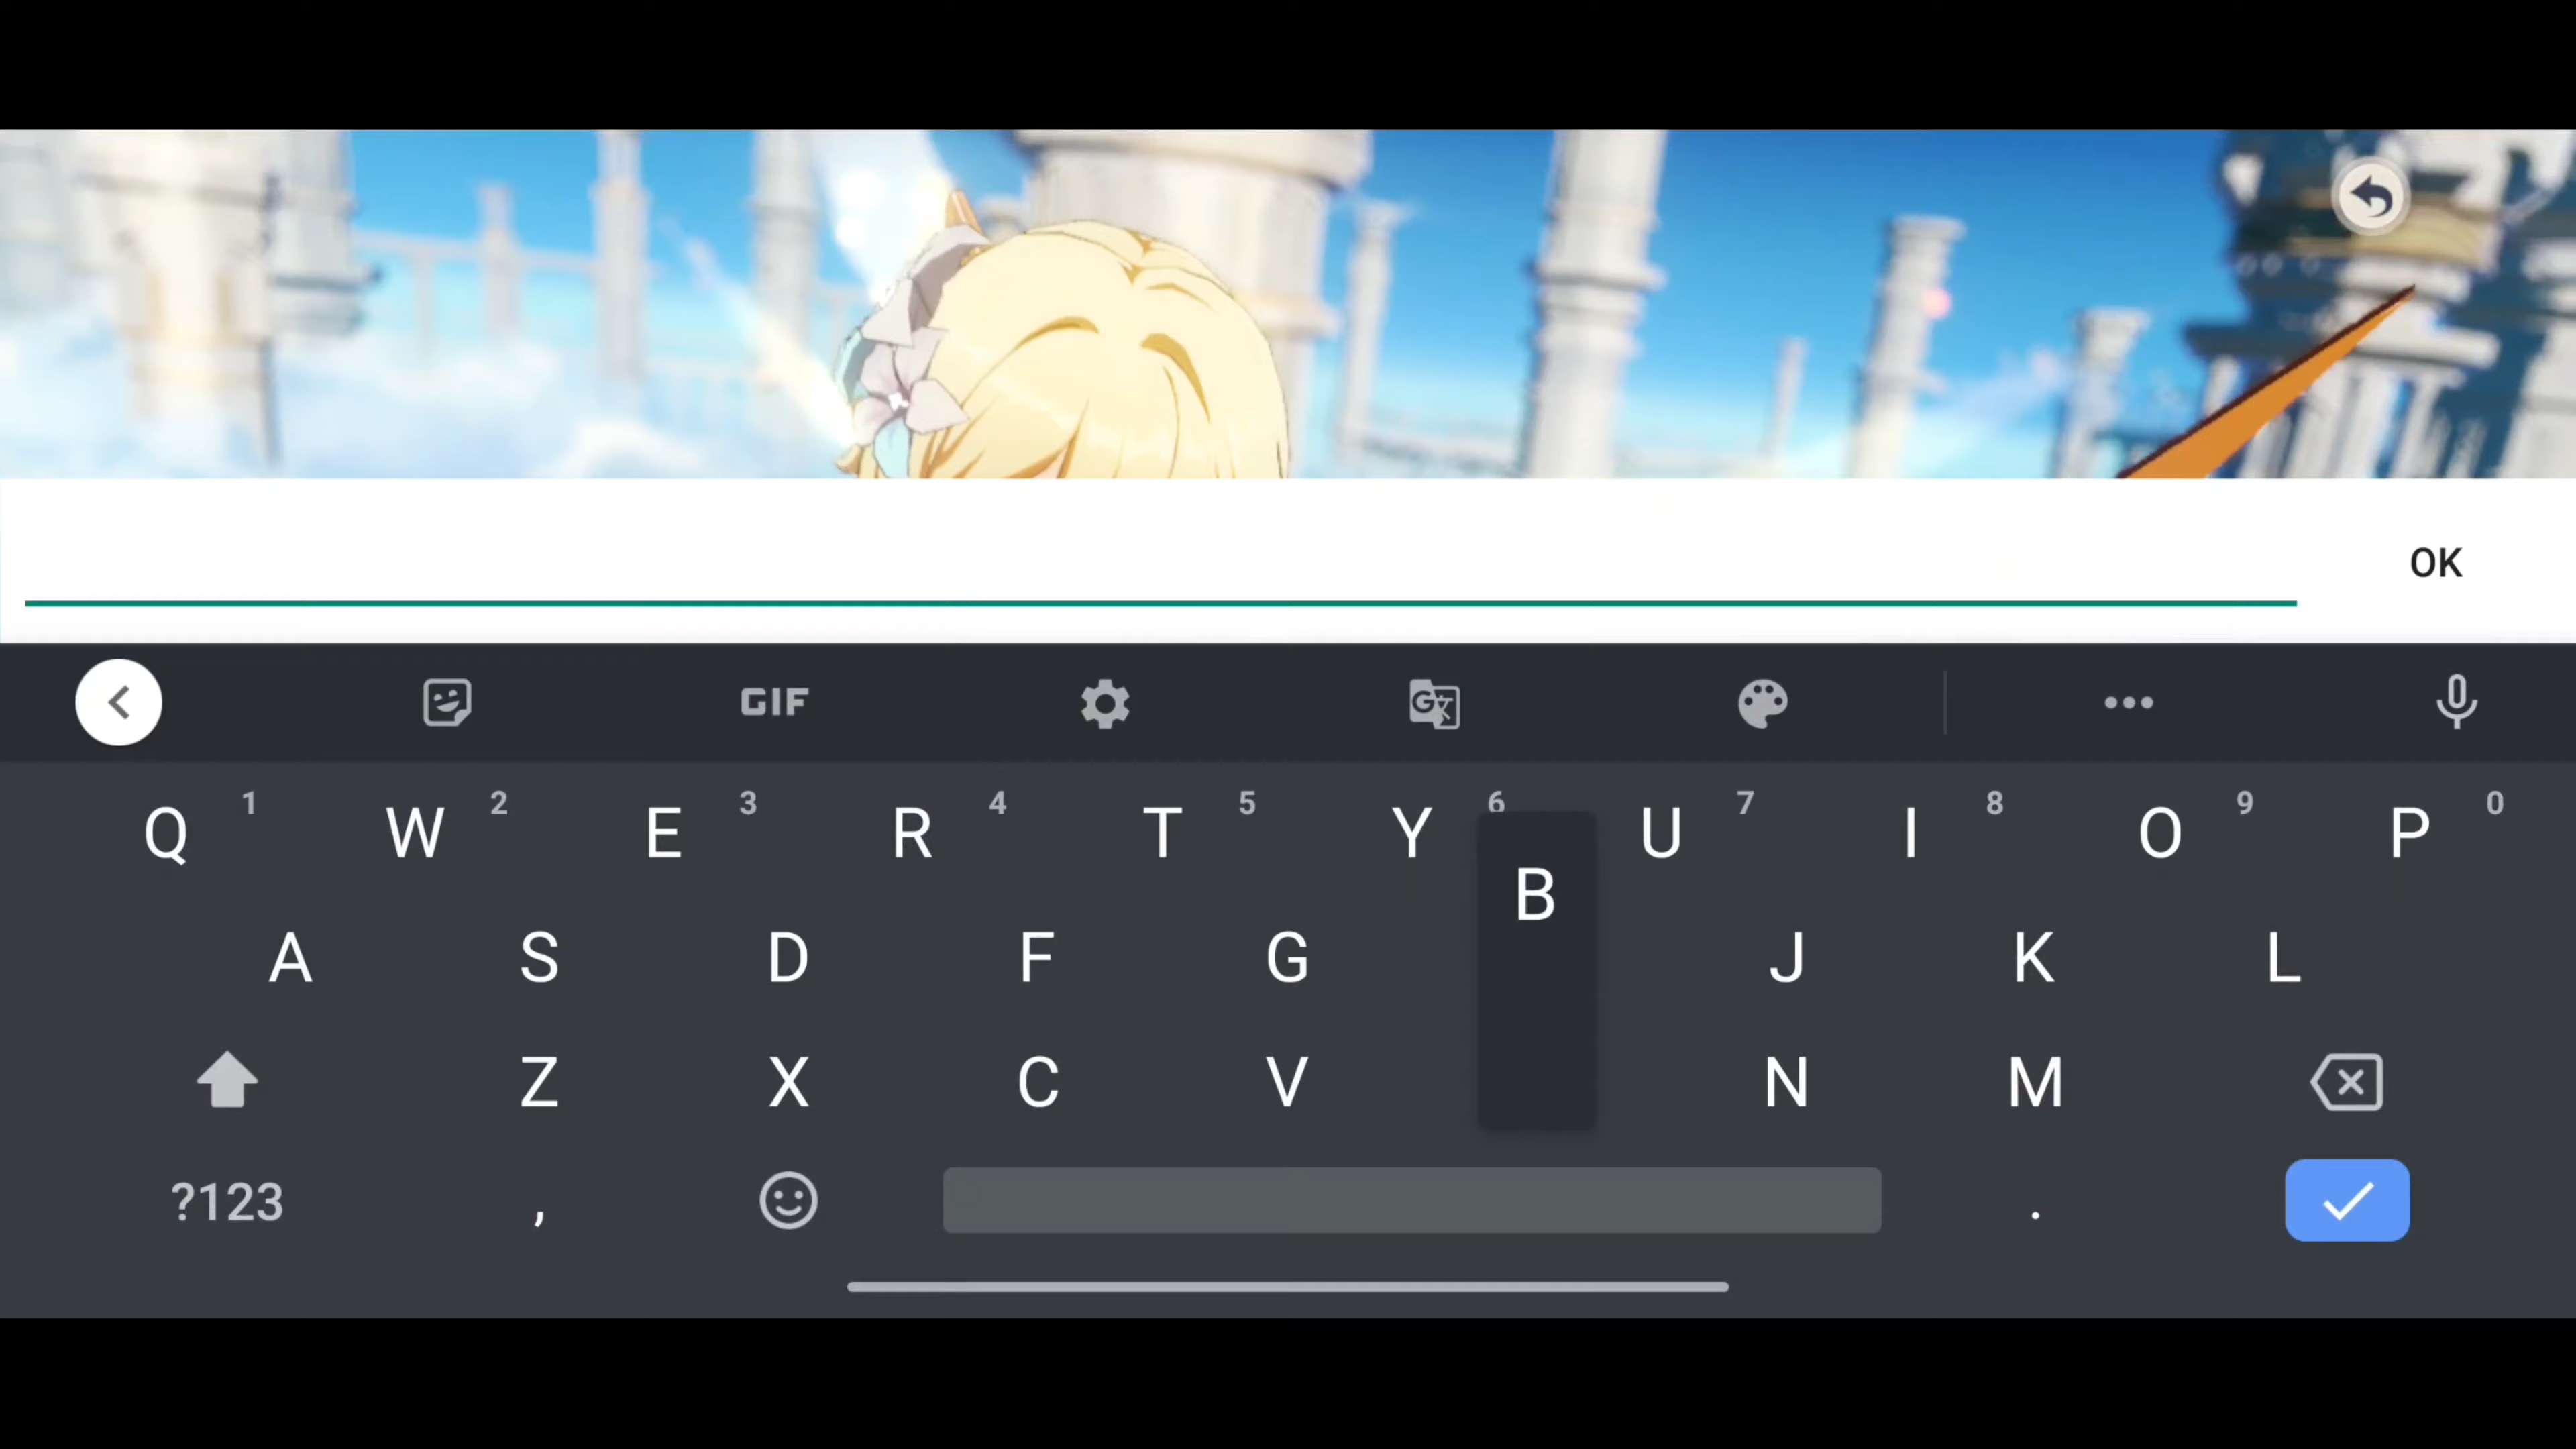 OK
GIF
Q 1 W 2 E 3 R 4 T 5 Y 6 U 7 I 8 O 9 P 0
B
A S D F G J K L
Z X C V N M
?123 , .